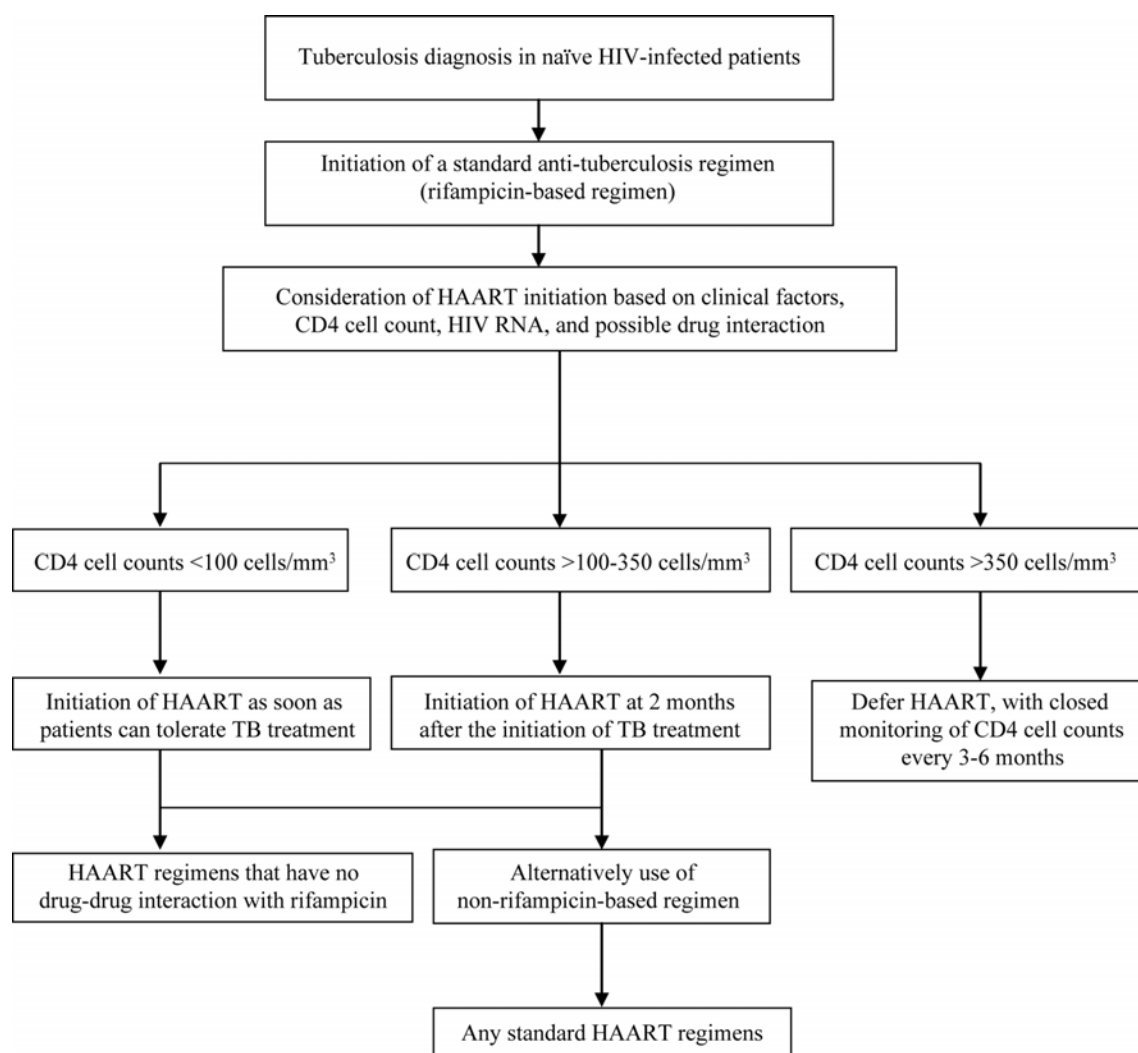 Tuberculosis diagnosis in naïve HIV-infected patients
Initiation of a standard anti-tuberculosis regimen
(rifampicin-based regimen)
Consideration of HAART initiation based on clinical factors,
CD4 cell count, HIV RNA, and possible drug interaction
CD4 cell counts <100 cells/mm³
CD4 cell counts >100-350 cells/mm³
CD4 cell counts >350 cells/mm³
Initiation of HAART as soon as
patients can tolerate TB treatment
Initiation of HAART at 2 months
after the initiation of TB treatment
Defer HAART, with closed
monitoring of CD4 cell counts
every 3-6 months
HAART regimens that have no
drug-drug interaction with rifampicin
Alternatively use of
non-rifampicin-based regimen
Any standard HAART regimens